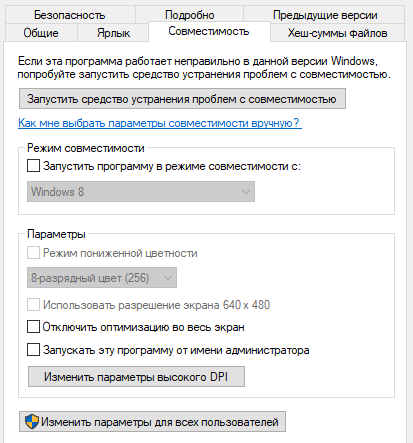 Безопасность Подробно Предыдущие версии
Общие Ярлык Совместимость Хеш-суммы файлов
Если эта программа работает неправильно в данной версии Windows,
попробуйте запустить средство устранения проблем с совместимостью.
Запустить средство устранения проблем с совместимостью
Как мне выбрать параметры совместимости вручную?
Режим совместимости
Запустить программу в режиме совместимости с:
Windows 8
Параметры
Режим пониженной цветности
8-разрядный цвет (256)
Использовать разрешение экрана 640 x 480
Отключить оптимизацию во весь экран
Запускать эту программу от имени администратора
Изменить параметры высокого DPI
Изменить параметры для всех пользователей